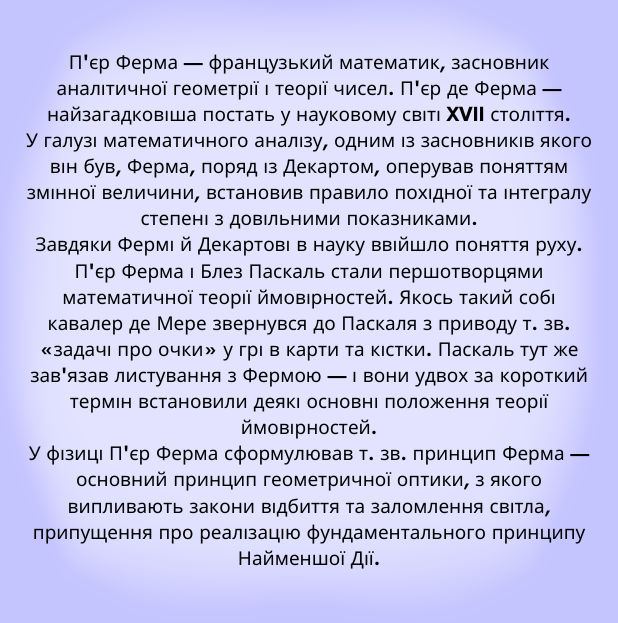 П'єр Ферма — французький математик, засновник
аналітичної геометрії і теорії чисел. П'єр де Ферма —
найзагадковіша постать у науковому світі XVII століття.
У галузі математичного аналізу, одним із засновників якого
він був, Ферма, поряд із Декартом, оперував поняттям
змінної величини, встановив правило похідної та інтегралу
степені з довільними показниками.
Завдяки Фермі й Декартові в науку ввійшло поняття руху.
П'єр Ферма і Блез Паскаль стали першотворцями
математичної теорії ймовірностей. Якось такий собі
кавалер де Мере звернувся до Паскаля з приводу т. зв.
«задачі про очки» у грі в карти та кістки. Паскаль тут же
зав'язав листування з Фермою — і вони удвох за короткий
термін встановили деякі основні положення теорії
ймовірностей.
У фізиці П'єр Ферма сформулював т. зв. принцип Ферма —
основний принцип геометричної оптики, з якого
випливають закони відбиття та заломлення світла,
припущення про реалізацію фундаментального принципу
Найменшої Дії.